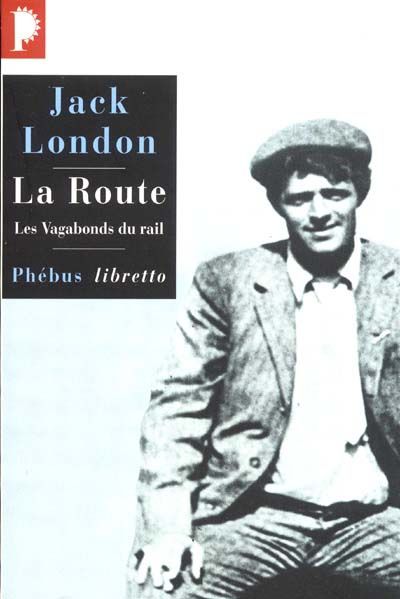 P
Jack
London
La Route
Les Vagabonds du rail
Phébus libretto